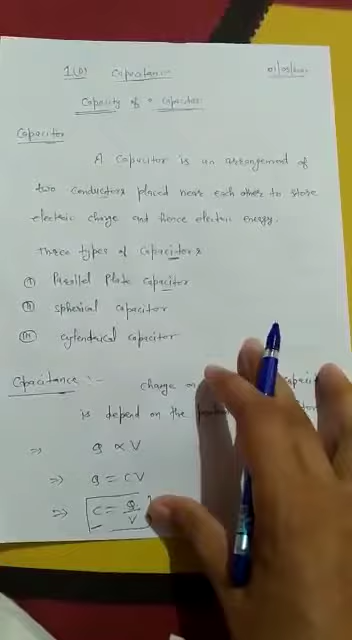 1(D) Capacitance
Capacity of a Capacitor
Capacitor
A Capacitor is an arrangement of
two conductors placed near each other to store
electric charge and hence electric energy.
Three types of Capacitors
(i) Parallel Plate Capacitor
(ii) spherical Capacitor
(iii) cylendrical Capacitor
Capacitance :- charge on
is depend on the
=> Q ∝ V
=> Q = CV
=> C = Q/V